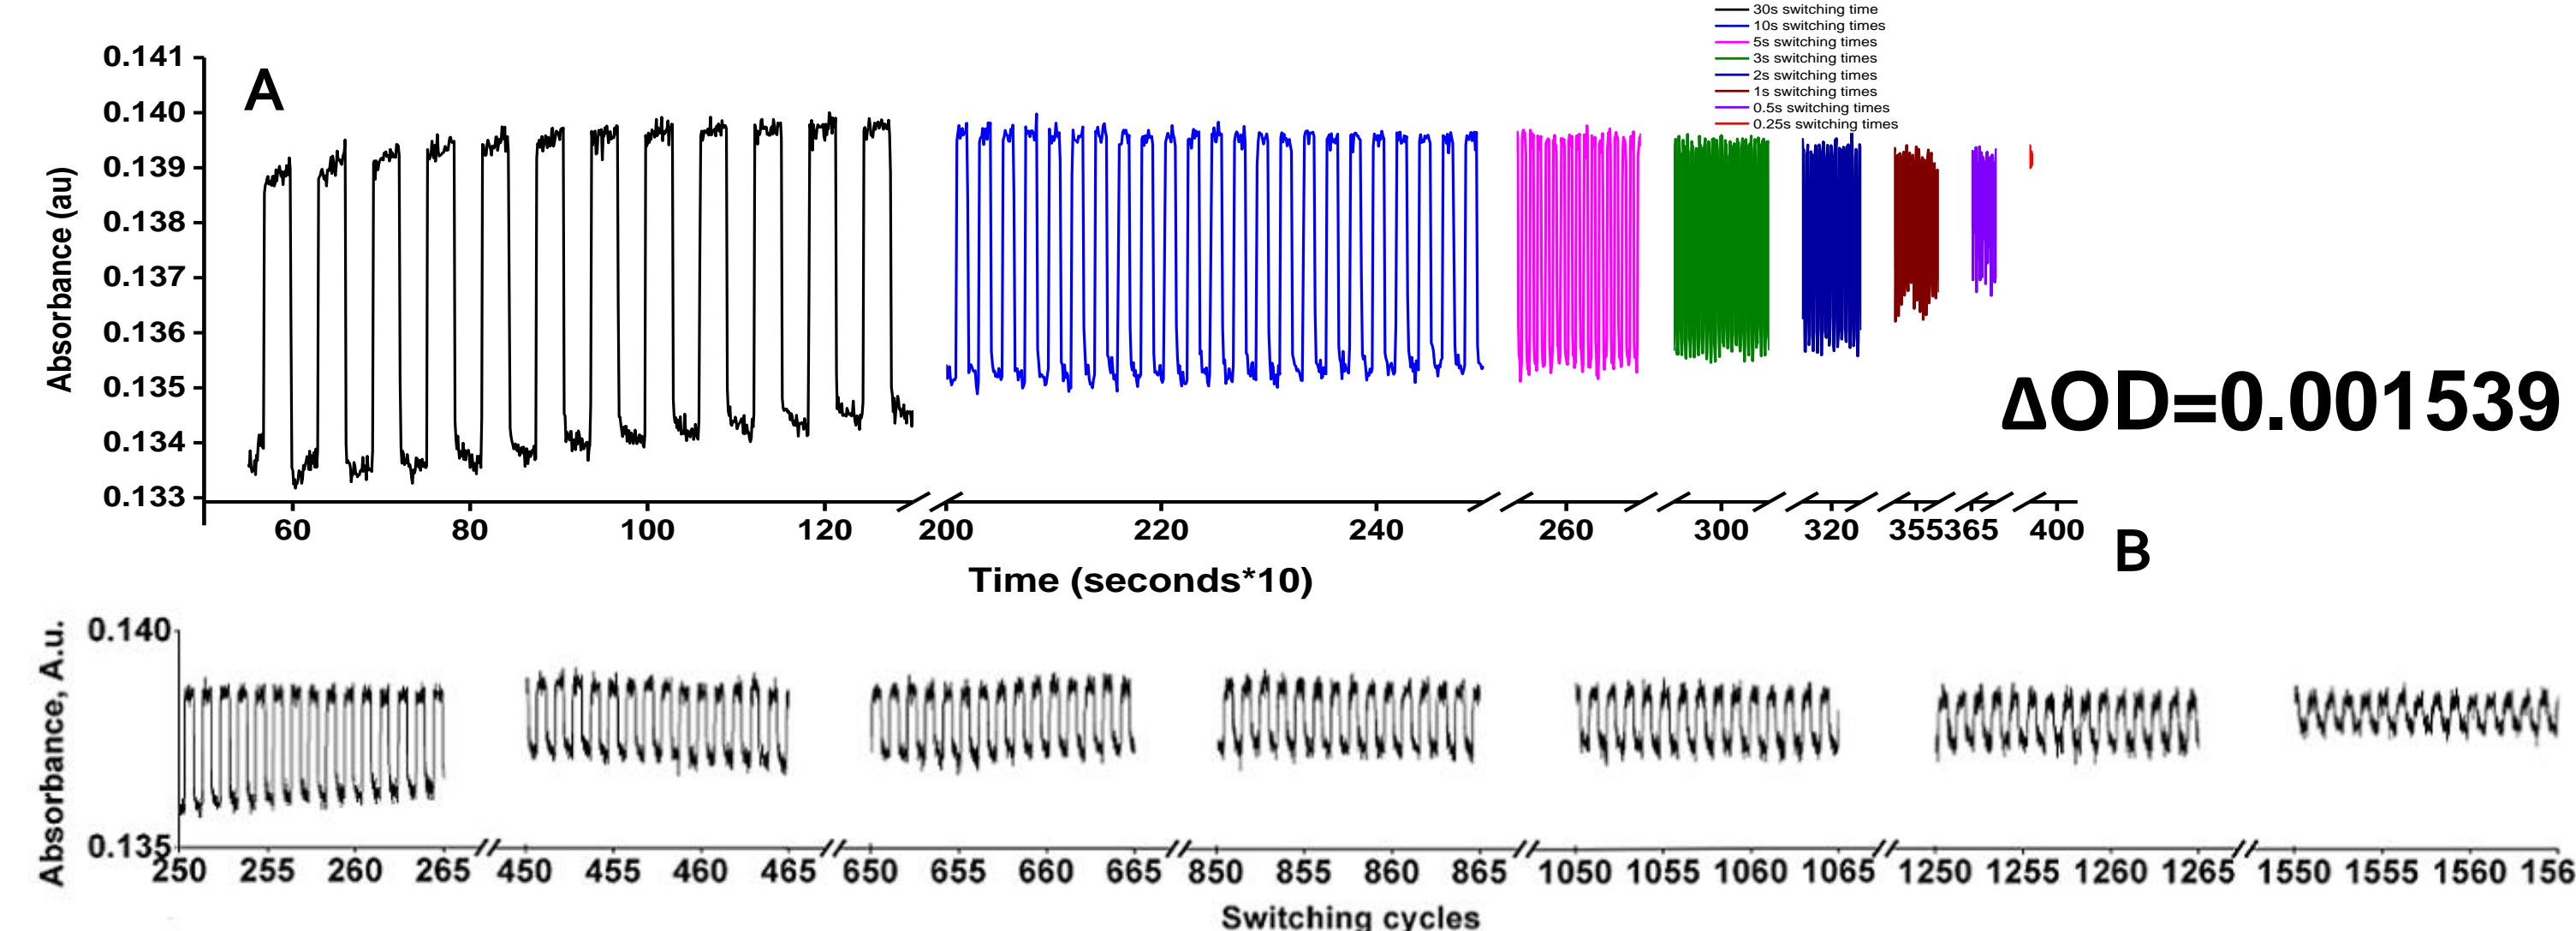 30s switching time
10s switching times
5s switching times
3s switching times
2s switching times
1s switching times
0.5s switching times
0.25s switching times
A
0.141
0.140
0.139
0.138
0.137
0.136
0.135
0.134
0.133
Absorbance (au)
ΔOD=0.001539
60 80 100 120 200 220 240 260 300 320 355 365 400
Time (seconds*10)
B
0.140
0.135
Absorbance, A.u.
250 255 260 265 450 455 460 465 650 655 660 665 850 855 860 865 1050 1055 1060 1065 1250 1255 1260 1265 1550 1555 1560 156
Switching cycles